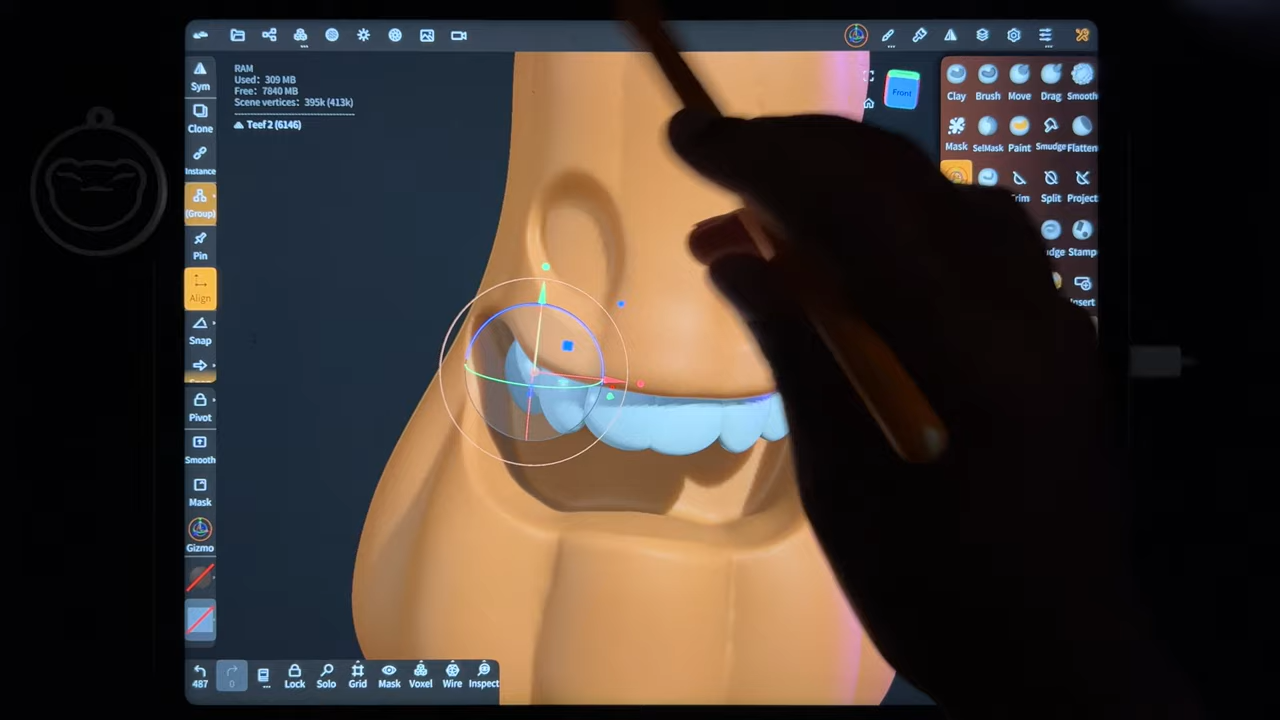 RAM
Used: 309 MB
Free: 7840 MB
Scene vertices: 395k (413k)
Teef 2 (6146)
Front
Sym
Clone
Instance
(Group)
Pin
Align
Snap
Pivot
Smooth
Mask
Gizmo
Clay Brush Move Drag Smooth
Mask SelMask Paint Smudge Flatten
Trim Split Project
dge Stamp
Insert
487 0 Lock Solo Grid Mask Voxel Wire Inspect